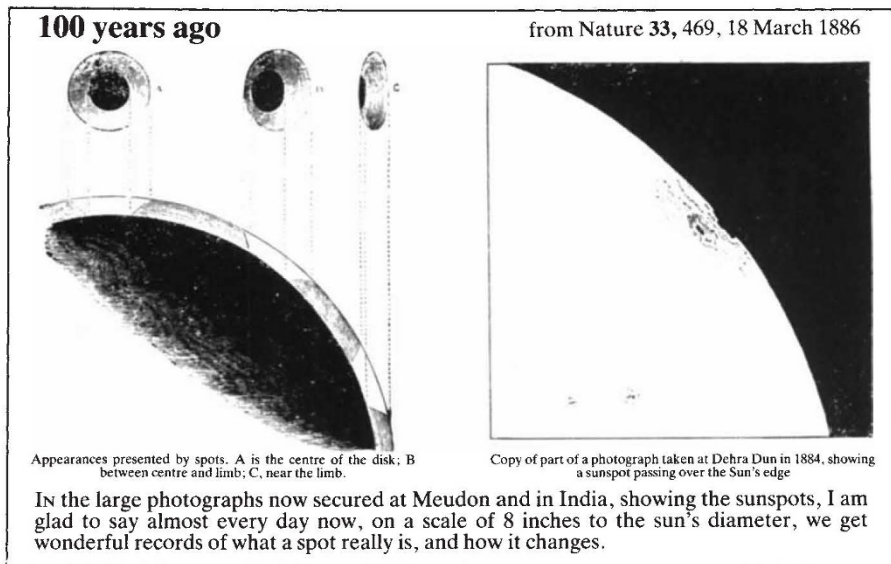 100 years ago
from Nature 33, 469, 18 March 1886
A
B
C
Appearances presented by spots. A is the centre of the disk; B
between centre and limb; C, near the limb.
Copy of part of a photograph taken at Dehra Dun in 1884, showing
a sunspot passing over the Sun's edge
IN the large photographs now secured at Meudon and in India, showing the sunspots, I am
glad to say almost every day now, on a scale of 8 inches to the sun's diameter, we get
wonderful records of what a spot really is, and how it changes.